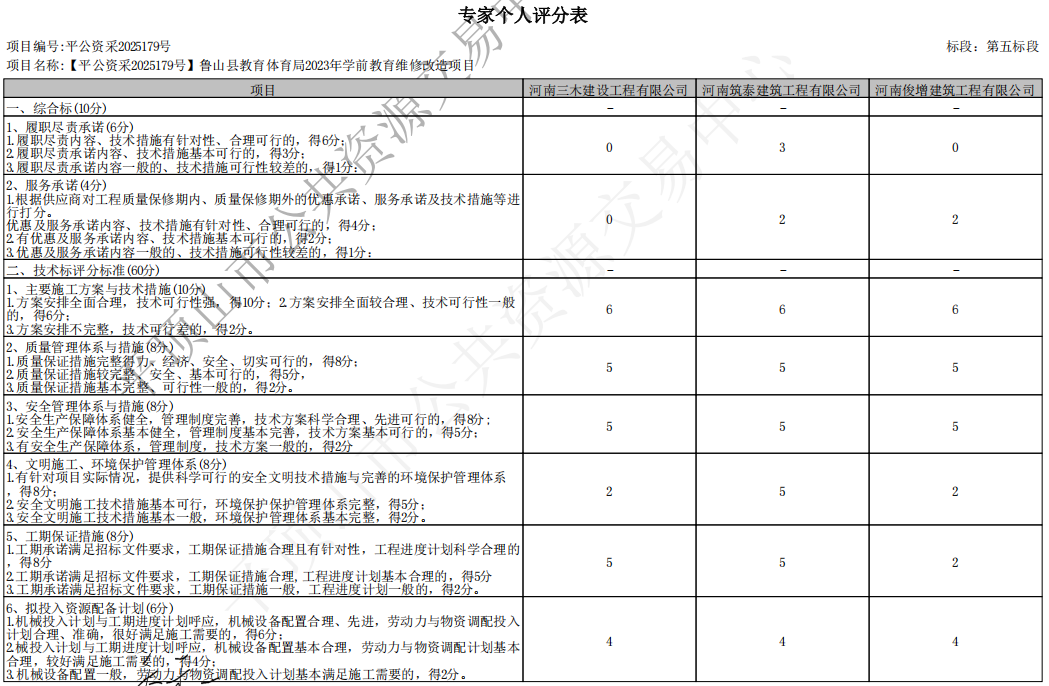 专家个人评分表
项目编号:平公资采2025179号
标段：第五标段
项目名称:【平公资采2025179号】鲁山县教育体育局2023年学前教育维修改造项目
项目 河南三木建设工程有限公司 河南筑泰建筑工程有限公司 河南俊增建筑工程有限公司
一、综合标(10分) - - -
1、履职尽责承诺(6分)
1.履职尽责内容、技术措施有针对性、合理可行的，得6分；
2.履职尽责承诺内容、技术措施基本可行的，得3分；
3.履职尽责承诺内容一般的、技术措施可行性较差的，得1分；
0 3 0
2、服务承诺(4分)
1.根据供应商对工程质量保修期内、质量保修期外的优惠承诺、服务承诺及技术措施等进
行打分。
优惠及服务承诺内容、技术措施有针对性、合理可行的，得4分；
2.有优惠及服务承诺内容、技术措施基本可行的，得2分；
3.优惠及服务承诺内容一般的、技术措施可行性较差的，得1分：
0 2 2
二、技术标评分标准(60分) - - -
1、主要施工方案与技术措施(10分)
1.方案安排全面合理，技术可行性强，得10分；2.方案安排全面较合理、技术可行性一般
的，得6分；
3.方案安排不完整，技术可行差的，得2分。
6 6 6
2、质量管理体系与措施(8分)
1.质量保证措施完整得力、经济、安全、切实可行的，得8分；
2.质量保证措施较完整、安全、基本可行的，得5分，
3.质量保证措施基本完整、可行性一般的，得2分。
5 5 5
3、安全管理体系与措施(8分)
1.安全生产保障体系健全，管理制度完善，技术方案科学合理、先进可行的，得8分；
2.安全生产保障体系基本健全，管理制度基本完善，技术方案基本可行的，得5分；
3.有安全生产保障体系，管理制度，技术方案一般的，得2分
5 5 5
4、文明施工、环境保护管理体系(8分)
1.有针对项目实际情况，提供科学可行的安全文明技术措施与完善的环境保护管理体系
，得8分；
2.安全文明施工技术措施基本可行，环境保护保护管理体系完整，得5分；
3.安全文明施工技术措施基本一般，环境保护管理体系基本完整，得2分。
2 5 2
5、工期保证措施(8分)
1.工期承诺满足招标文件要求，工期保证措施合理且有针对性，工程进度计划科学合理的
，得8分
2.工期承诺满足招标文件要求，工期保证措施合理,工程进度计划基本合理的，得5分
3.工期承诺满足招标文件要求，工期保证措施一般，工程进度计划一般的，得2分。
5 5 2
6、拟投入资源配备计划(6分)
1.机械投入计划与工期进度计划呼应，机械设备配置合理、先进，劳动力与物资调配投入
计划合理、准确，很好满足施工需要的，得6分；
2.械投入计划与工期进度计划呼应，机械设备配置基本合理，劳动力与物资调配计划基本
合理，较好满足施工需要的，得4分；
3.机械设备配置一般，劳动力与物资调配投入计划基本满足施工需要的，得2分。
4 4 4
平顶山市公共资源交易中心
平顶山市公共资源交易中心